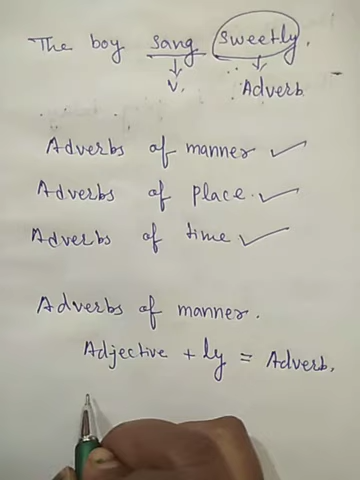 The boy sang sweetly.
V. Adverb
Adverbs of manner ✓
Adverbs of place. ✓
Adverbs of time ✓
Adverbs of manner.
Adjective + ly = Adverb.